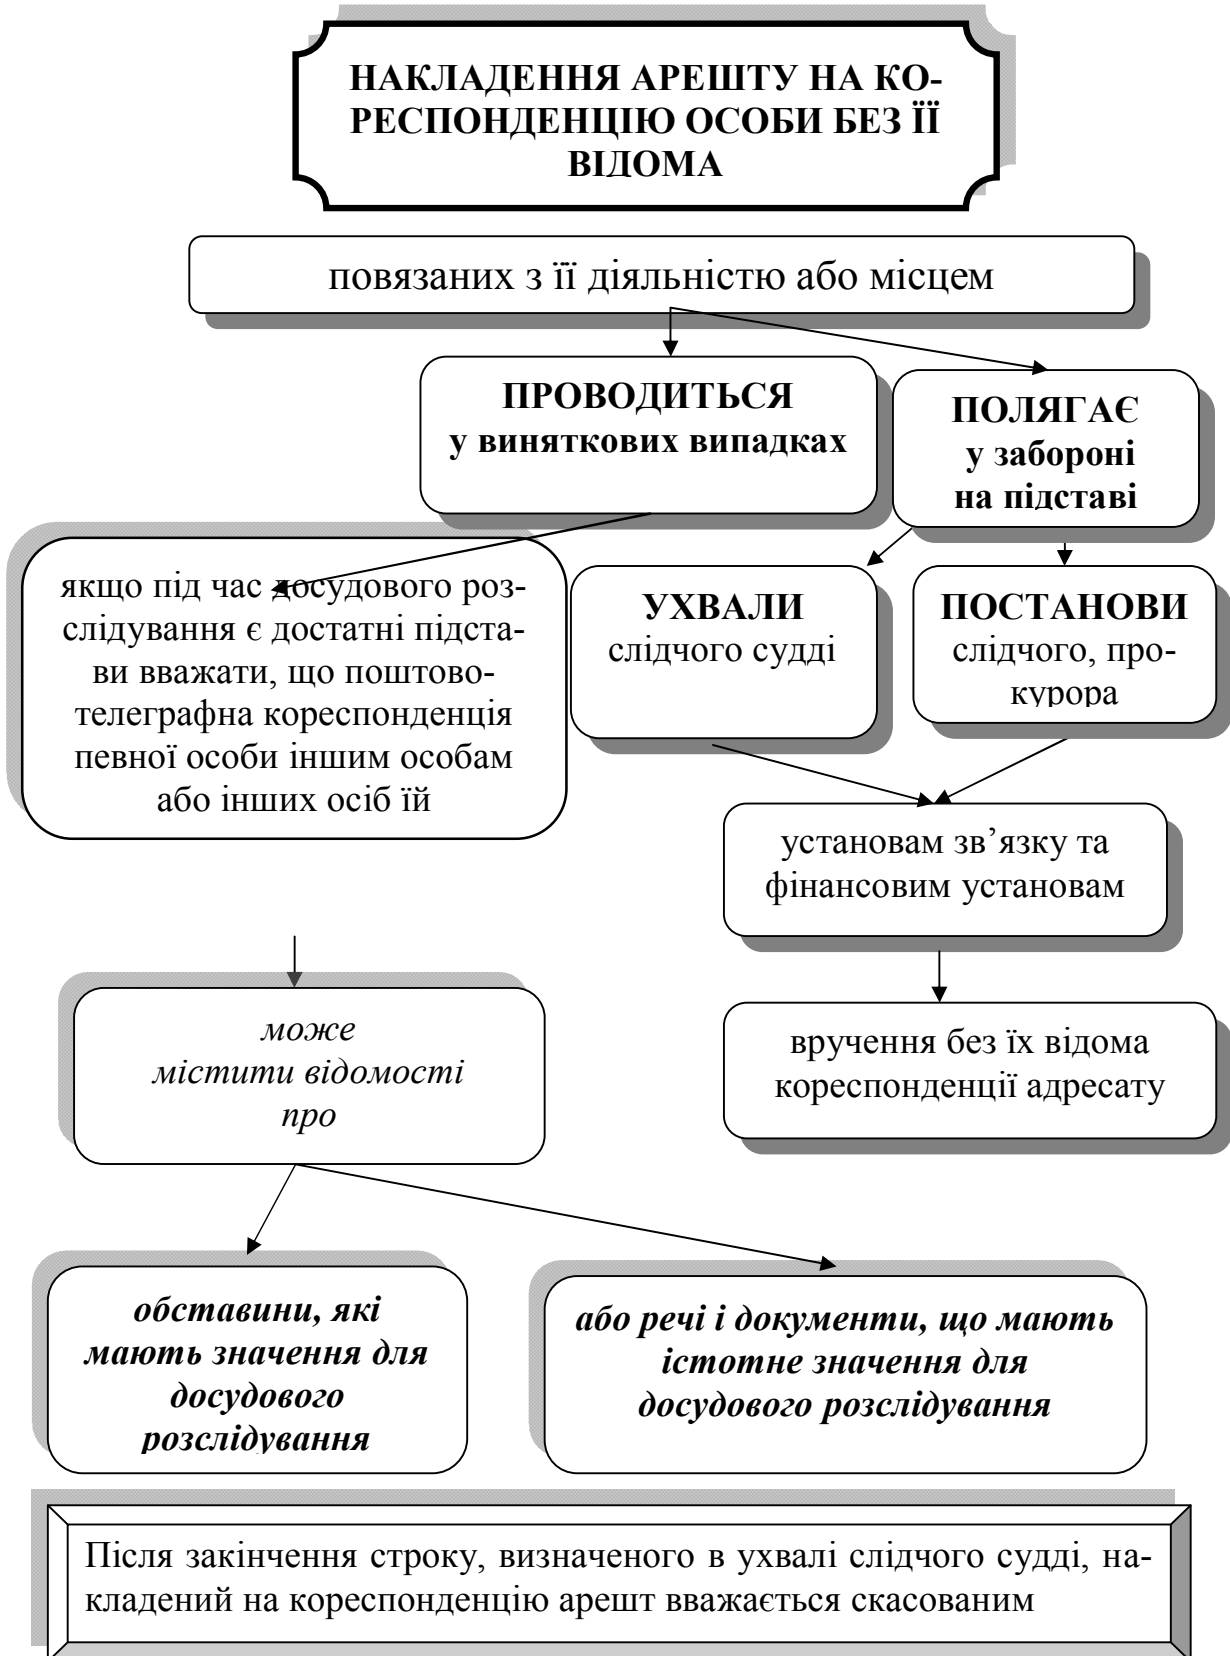 НАКЛАДЕННЯ АРЕШТУ НА КО-
РЕСПОНДЕНЦІЮ ОСОБИ БЕЗ ЇЇ
ВІДОМА
повязаних з її діяльністю або місцем
ПРОВОДИТЬСЯ
у виняткових випадках
ПОЛЯГАЄ
у забороні
на підставі
якщо під час досудового роз-
слідування є достатні підста-
ви вважати, що поштово-
телеграфна кореспонденція
певної особи іншим особам
або інших осіб їй
УХВАЛИ
слідчого судді
ПОСТАНОВИ
слідчого, про-
курора
установам зв’язку та
фінансовим установам
може
містити відомості
про
вручення без їх відома
кореспонденції адресату
обставини, які
мають значення для
досудового
розслідування
або речі і документи, що мають
істотне значення для
досудового розслідування
Після закінчення строку, визначеного в ухвалі слідчого судді, на-
кладений на кореспонденцію арешт вважається скасованим